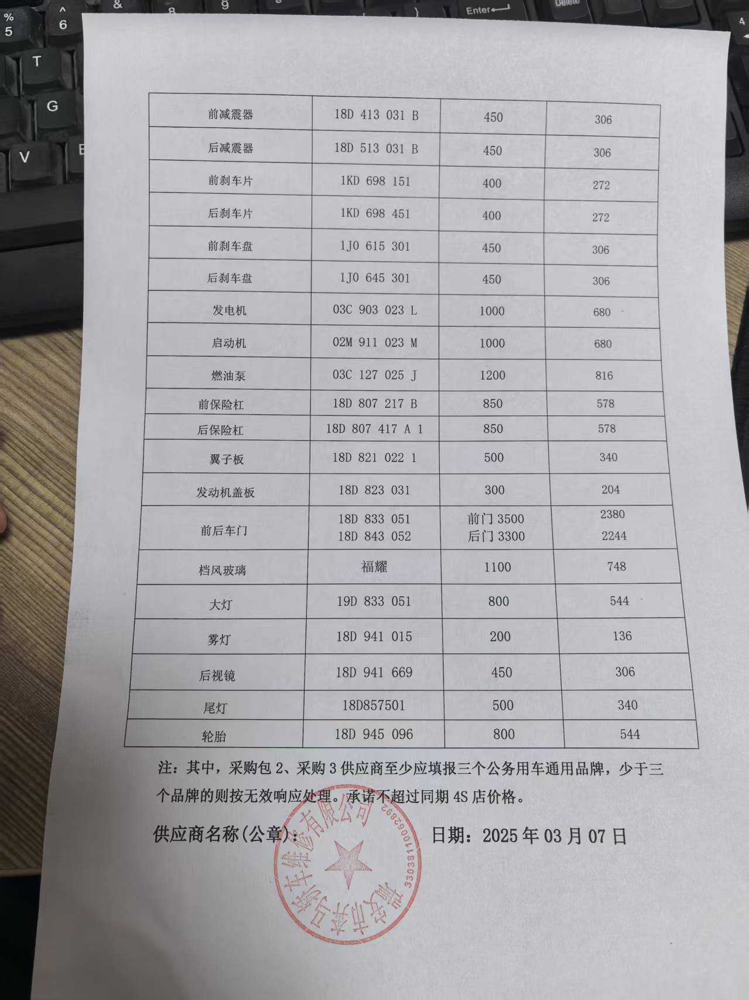 %
5
^
6
&
8
9
}
Enter
Delete
4
T
G
V
前减震器 18D 413 031 B 450 306
后减震器 18D 513 031 B 450 306
前刹车片 1KD 698 151 400 272
后刹车片 1KD 698 451 400 272
前刹车盘 1J0 615 301 450 306
后刹车盘 1J0 645 301 450 306
发电机 03C 903 023 L 1000 680
启动机 02M 911 023 M 1000 680
燃油泵 03C 127 025 J 1200 816
前保险杠 18D 807 217 B 850 578
后保险杠 18D 807 417 A 1 850 578
翼子板 18D 821 022 1 500 340
发动机盖板 18D 823 031 300 204
前后车门 18D 833 051 前门 3500 2380
18D 843 052 后门 3300 2244
档风玻璃 福耀 1100 748
大灯 19D 833 051 800 544
雾灯 18D 941 015 200 136
后视镜 18D 941 669 450 306
尾灯 18D857501 500 340
轮胎 18D 945 096 800 544
注：其中，采购包 2、采购 3 供应商至少应填报三个公务用车通用品牌，少于三
个品牌的则按无效响应处理。承诺不超过同期 4S 店价格。
供应商名称(公章)： 日期：2025 年 03 月 07 日
瑞安市奔马轿车维修有限公司
33038110062892